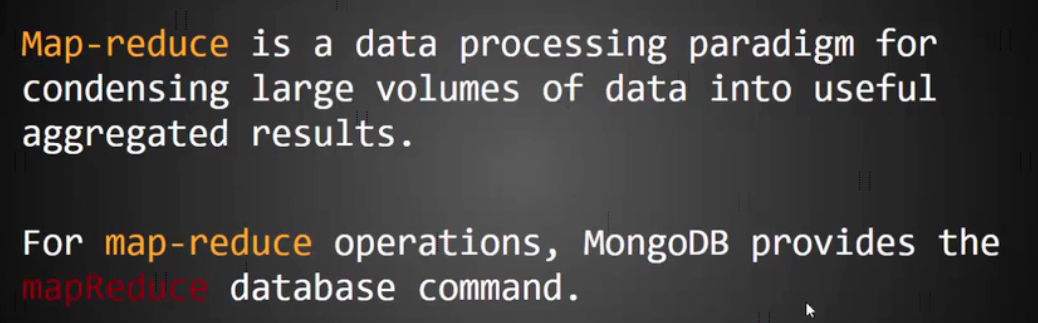 Map-reduce is a data processing paradigm for
condensing large volumes of data into useful
aggregated results.
For map-reduce operations, MongoDB provides the
mapReduce database command.